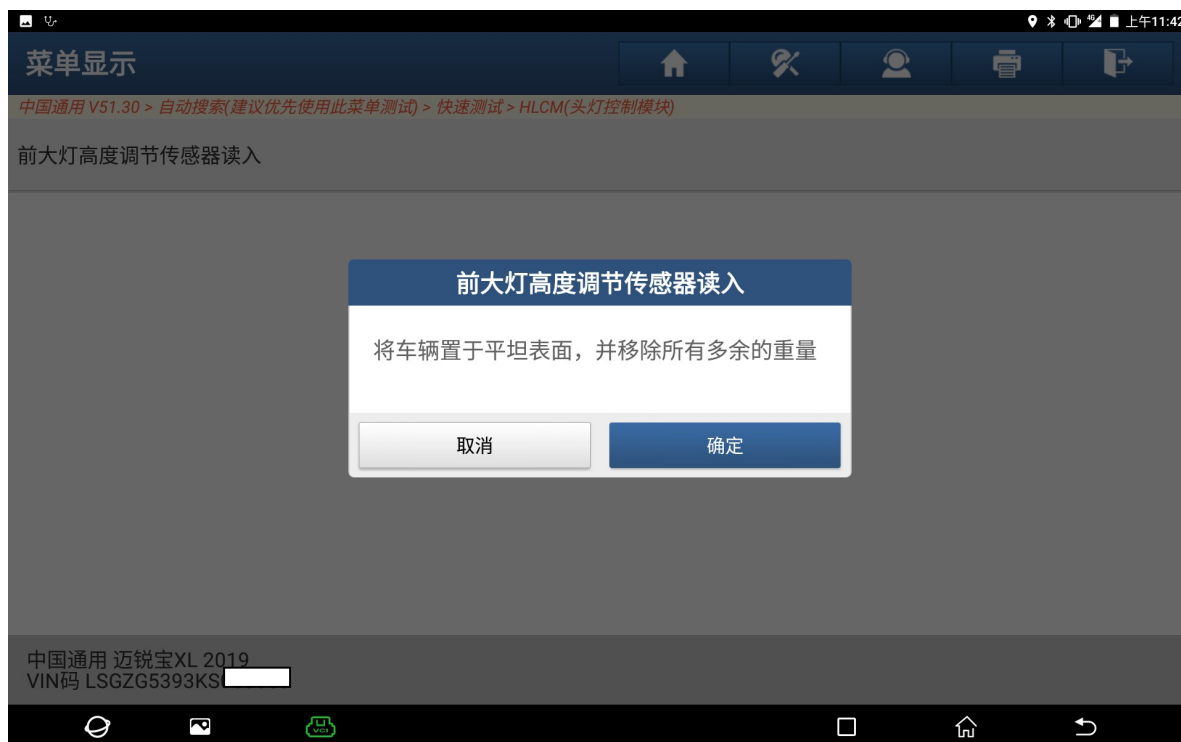 上午11:42
菜单显示
中国通用 V51.30 > 自动搜索(建议优先使用此菜单测试) > 快速测试 > HLCM(头灯控制模块)
前大灯高度调节传感器读入
前大灯高度调节传感器读入
将车辆置于平坦表面，并移除所有多余的重量
取消
确定
中国通用 迈锐宝XL 2019
VIN码 LSGZG5393KS
VCI